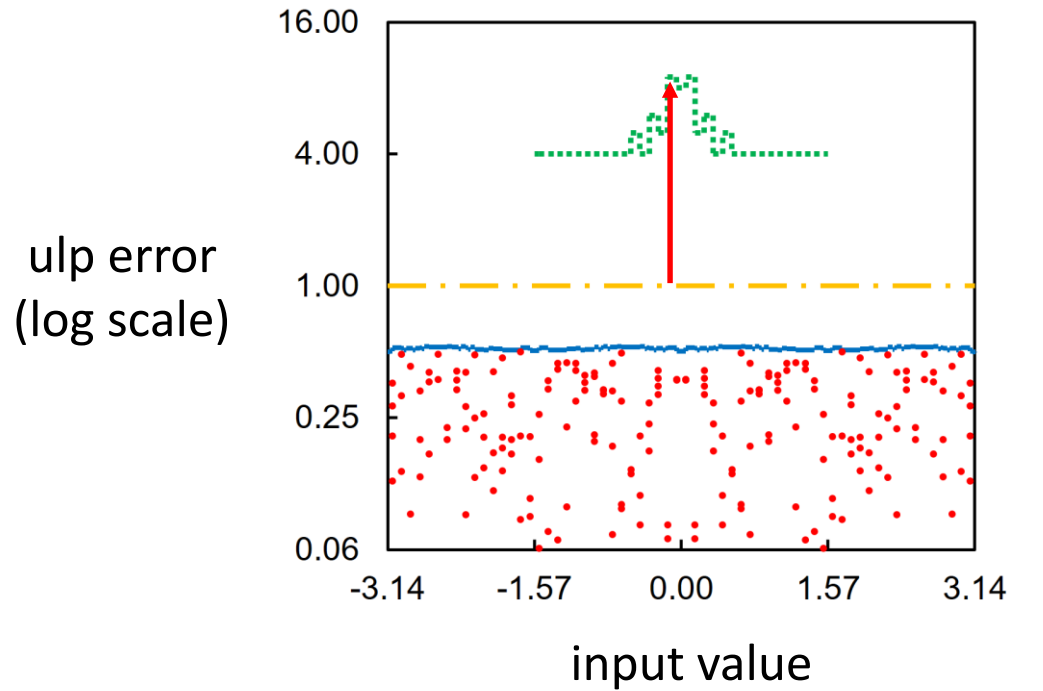 16.00
4.00
ulp error
(log scale)
1.00
0.25
0.06
-3.14 -1.57 0.00 1.57 3.14
input value